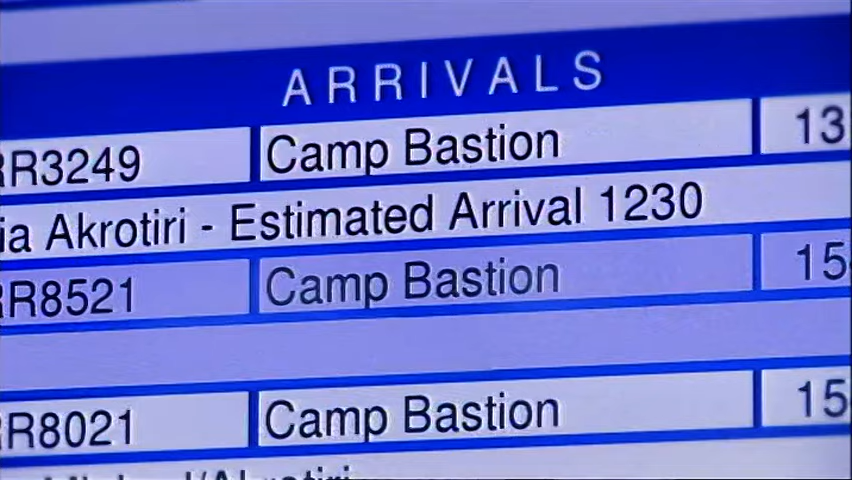 ARRIVALS
RR3249 Camp Bastion 13
ia Akrotiri - Estimated Arrival 1230
RR8521 Camp Bastion 15
RR8021 Camp Bastion 15